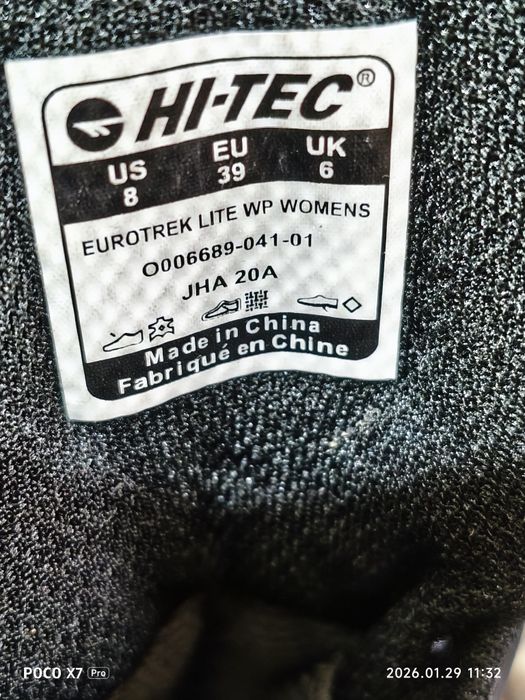 HI-TEC®
US EU UK
8 39 6
EUROTREK LITE WP WOMENS
O006689-041-01
JHA 20A
Made in China
Fabriqué en Chine
POCO X7 Pro
2026.01.29 11:32